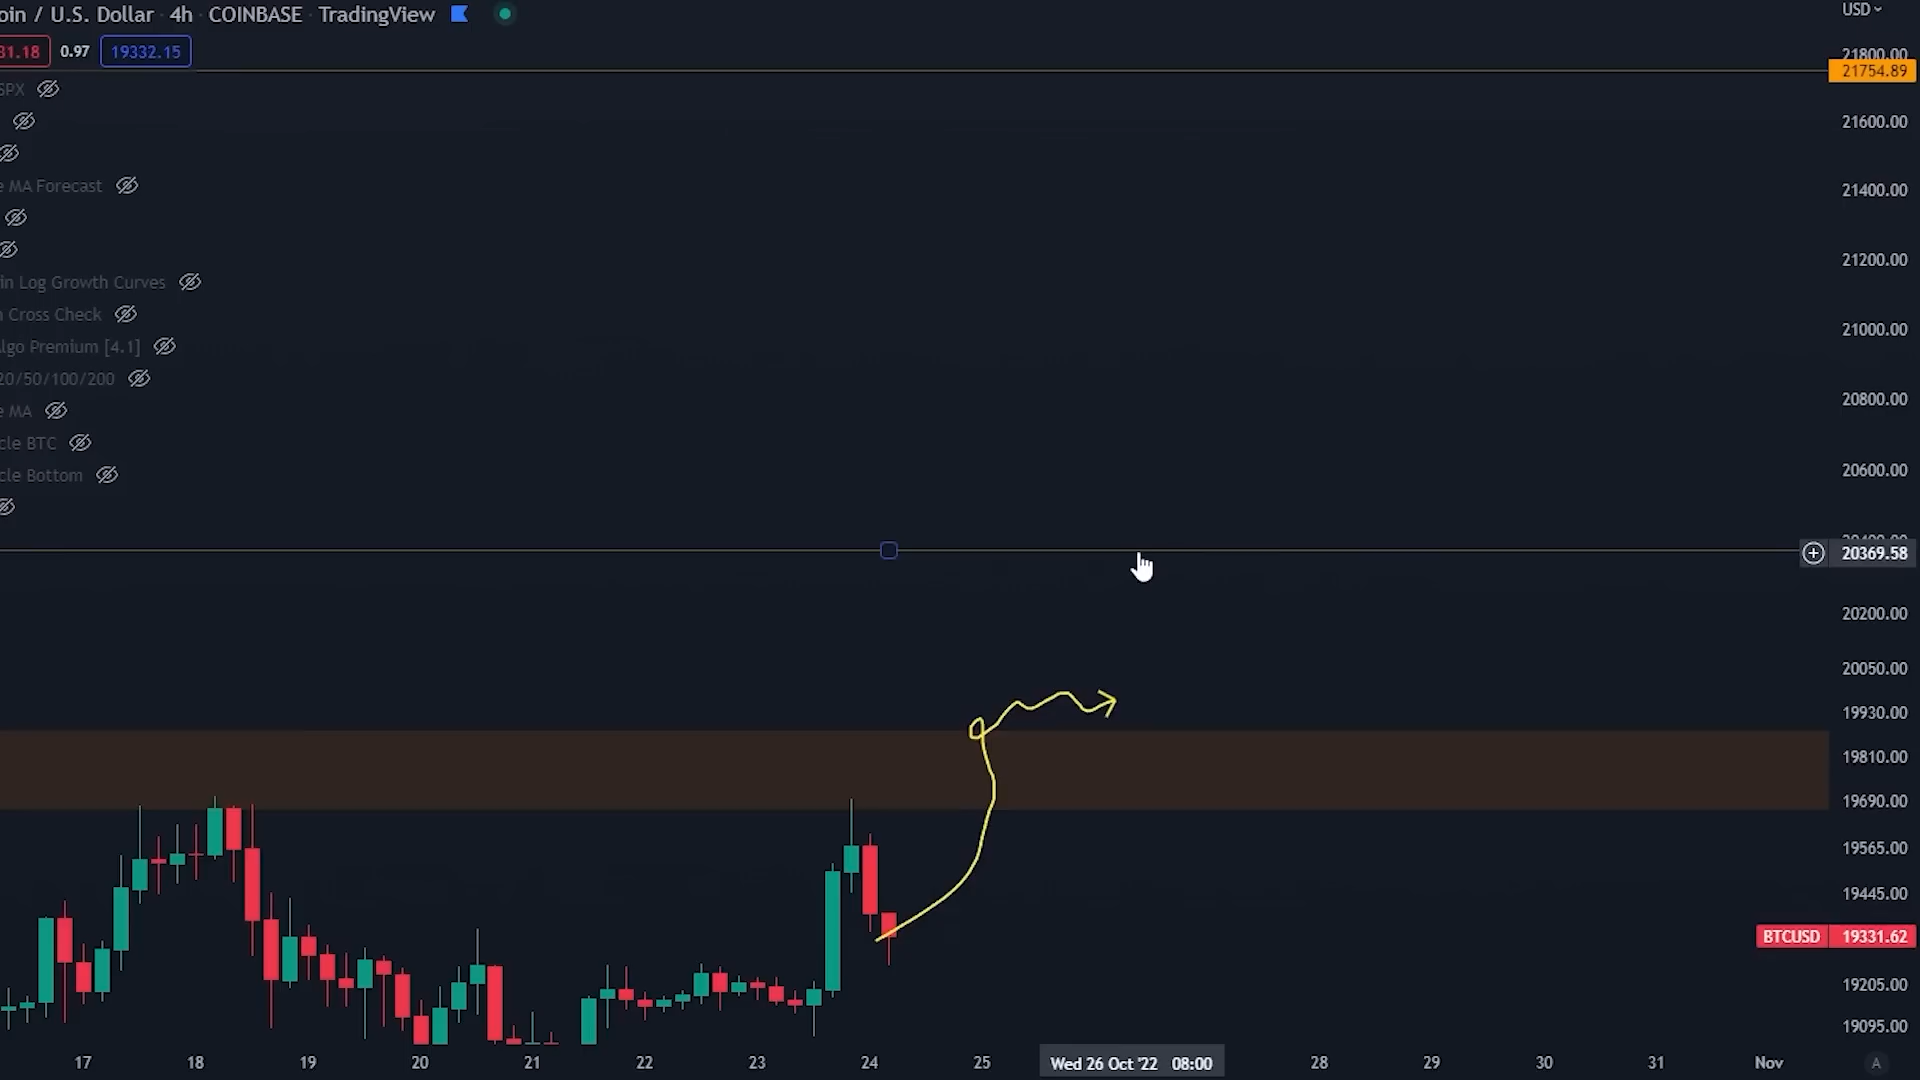 oin / U.S. Dollar · 4h · COINBASE · TradingView
31.18 0.97 19332.15
SPX
e MA Forecast
in Log Growth Curves
n Cross Check
Algo Premium [4.1]
20/50/100/200
e MA
cle BTC
cle Bottom
USD
21800.00
21754.89
21600.00
21400.00
21200.00
21000.00
20800.00
20600.00
20400.00
20369.58
20200.00
20050.00
19930.00
19810.00
19690.00
19565.00
19445.00
BTCUSD 19331.62
19205.00
19095.00
17 18 19 20 21 22 23 24 25 Wed 26 Oct '22 08:00 28 29 30 31 Nov A